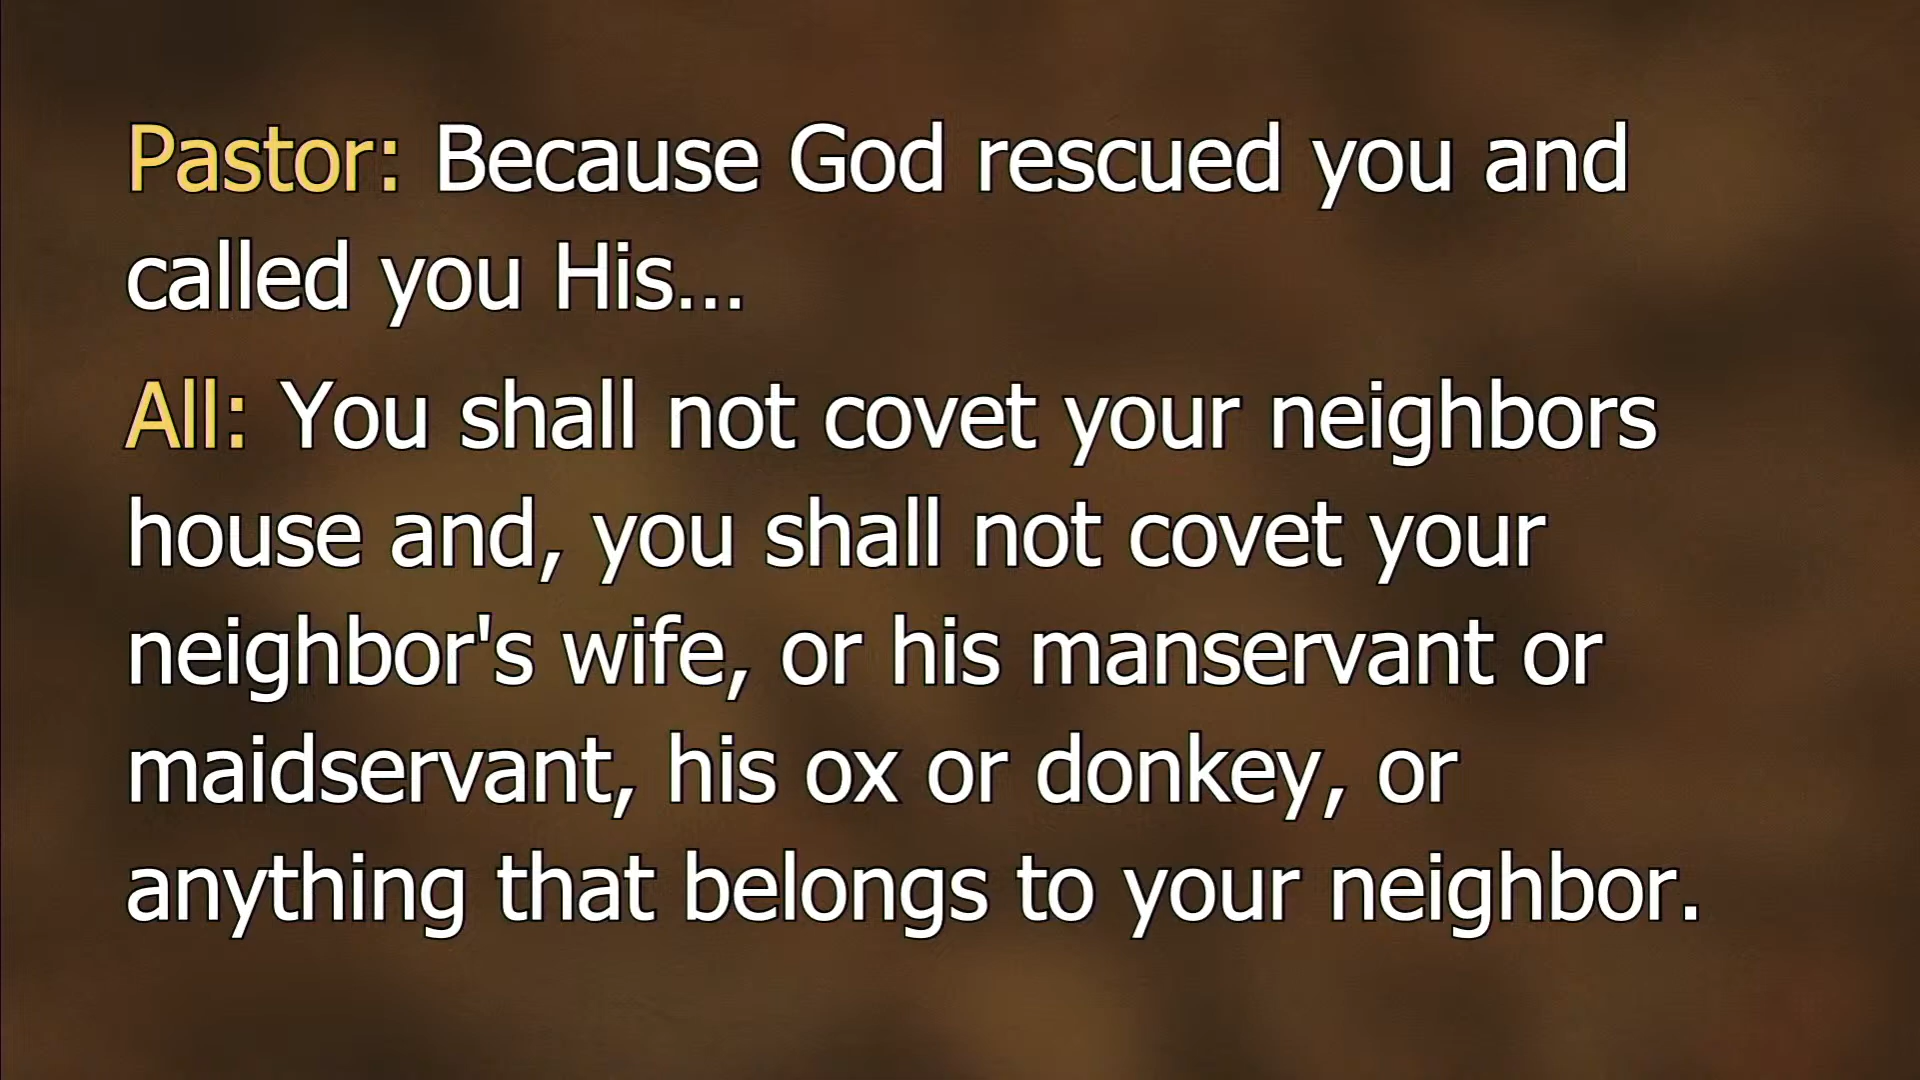 Pastor: Because God rescued you and
called you His...
All: You shall not covet your neighbors
house and, you shall not covet your
neighbor's wife, or his manservant or
maidservant, his ox or donkey, or
anything that belongs to your neighbor.